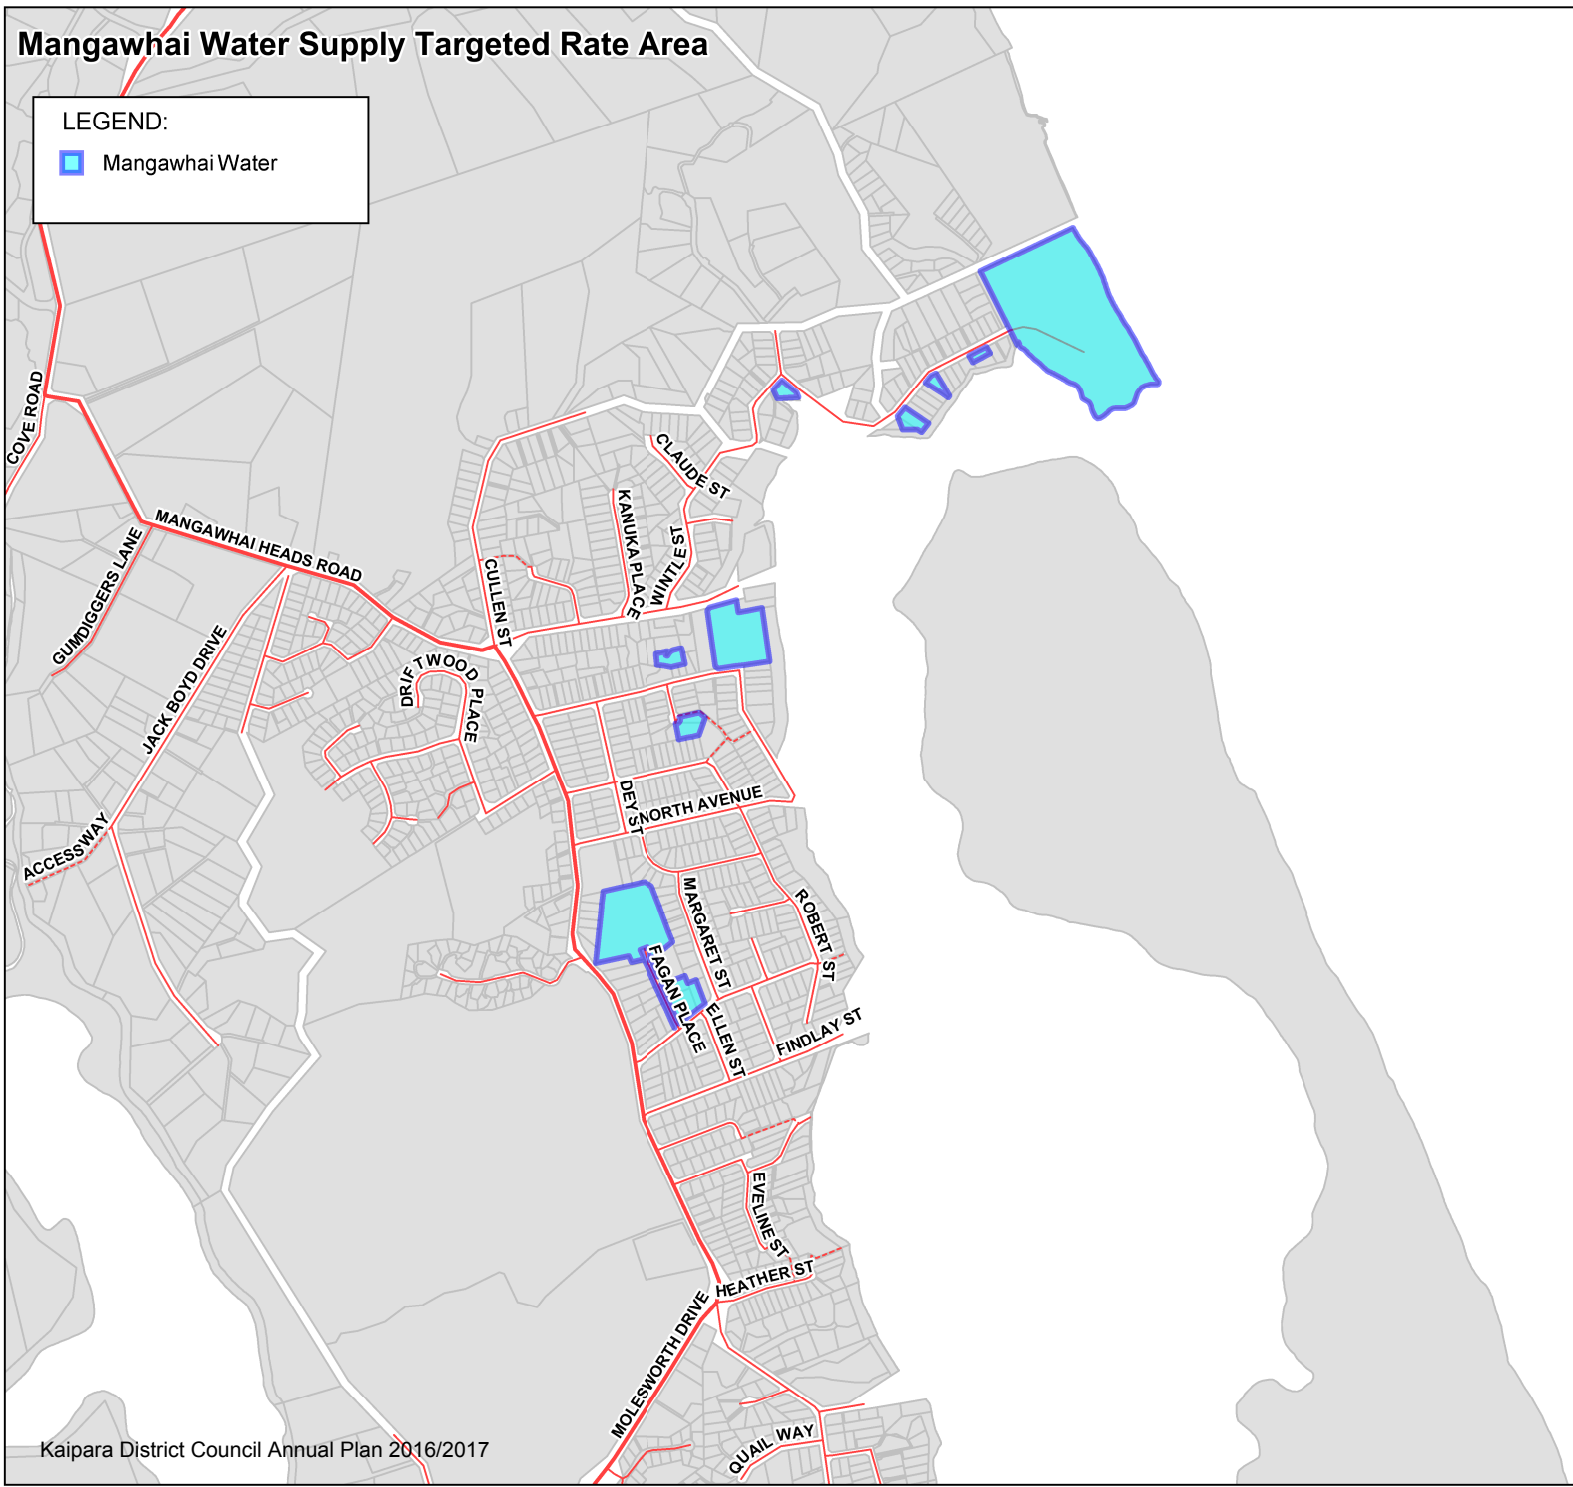 Mangawhai Water Supply Targeted Rate Area
LEGEND:
Mangawhai Water
COVE ROAD
MANGAWHAI HEADS ROAD
GUMDIGGERS LANE
JACK BOYD DRIVE
ACCESSWAY
DRIFTWOOD PLACE
CULLEN ST
CLAUDE ST
KANUKA PLACE
WINTLE ST
DEY ST
NORTH AVENUE
MARGARET ST
ROBERT ST
FAGAN PLACE
ELLEN ST
FINDLAY ST
EVELINE ST
HEATHER ST
MOLESWORTH DRIVE
QUAIL WAY
Kaipara District Council Annual Plan 2016/2017